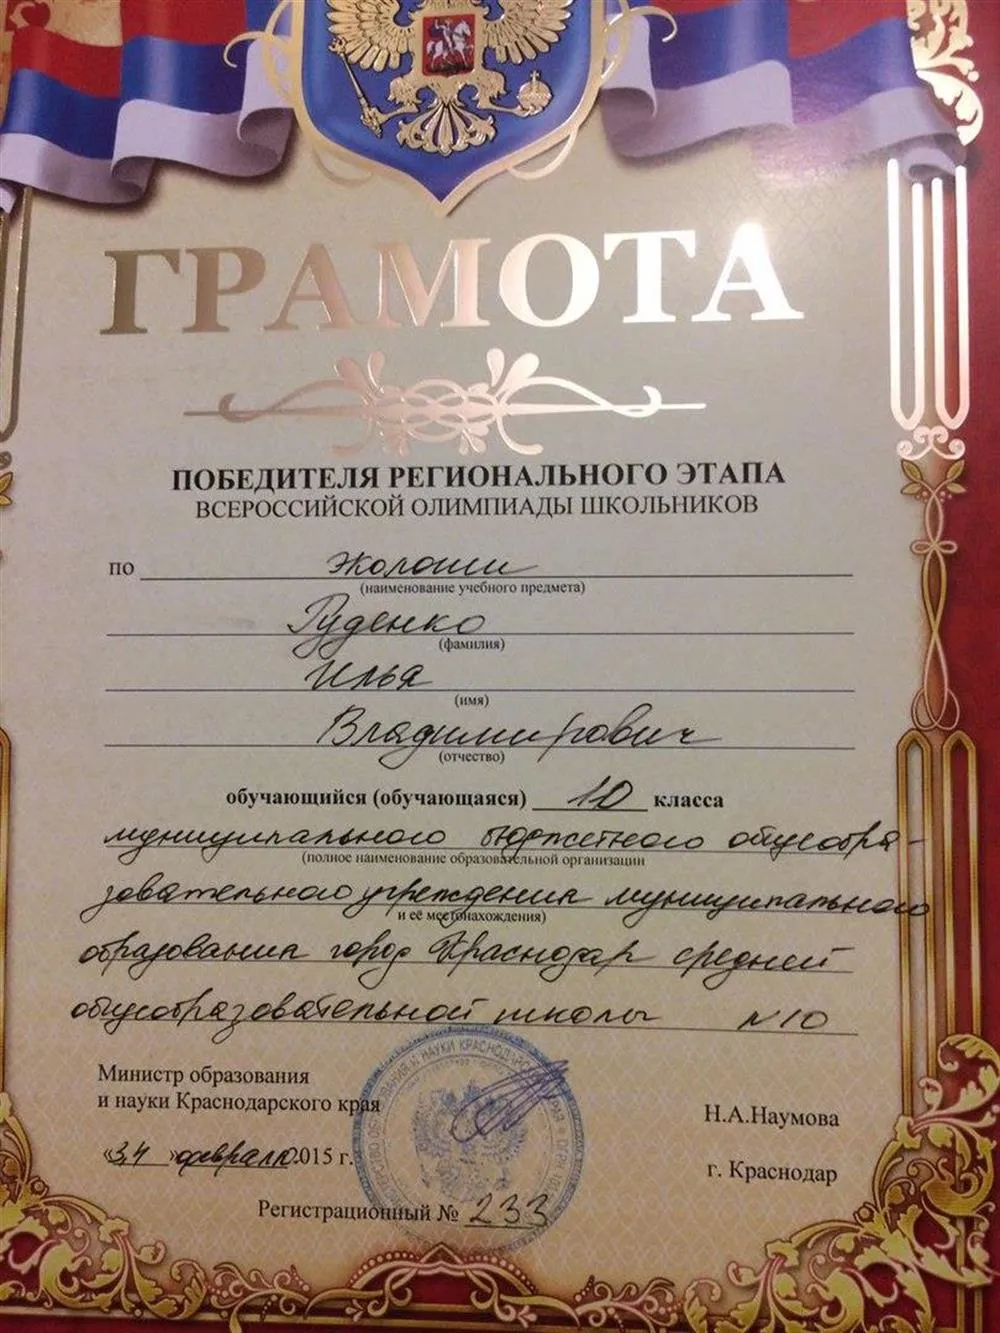 ГРАМОТА
ПОБЕДИТЕЛЯ РЕГИОНАЛЬНОГО ЭТАПА
ВСЕРОССИЙСКОЙ ОЛИМПИАДЫ ШКОЛЬНИКОВ
по Экологии
(наименование учебного предмета)
Гуденко
(фамилия)
Илья
(имя)
Владимирович
(отчество)
обучающийся (обучающаяся) 10 класса
муниципального бюджетного общеобра-
(полное наименование образовательной организации
зовательного учреждения муниципального
и её местонахождения)
образования город Краснодар средней
общеобразовательной школы №10
Министр образования
и науки Краснодарского края
Н.А.Наумова
«3,4» февраля 2015 г.
г. Краснодар
Регистрационный № 233